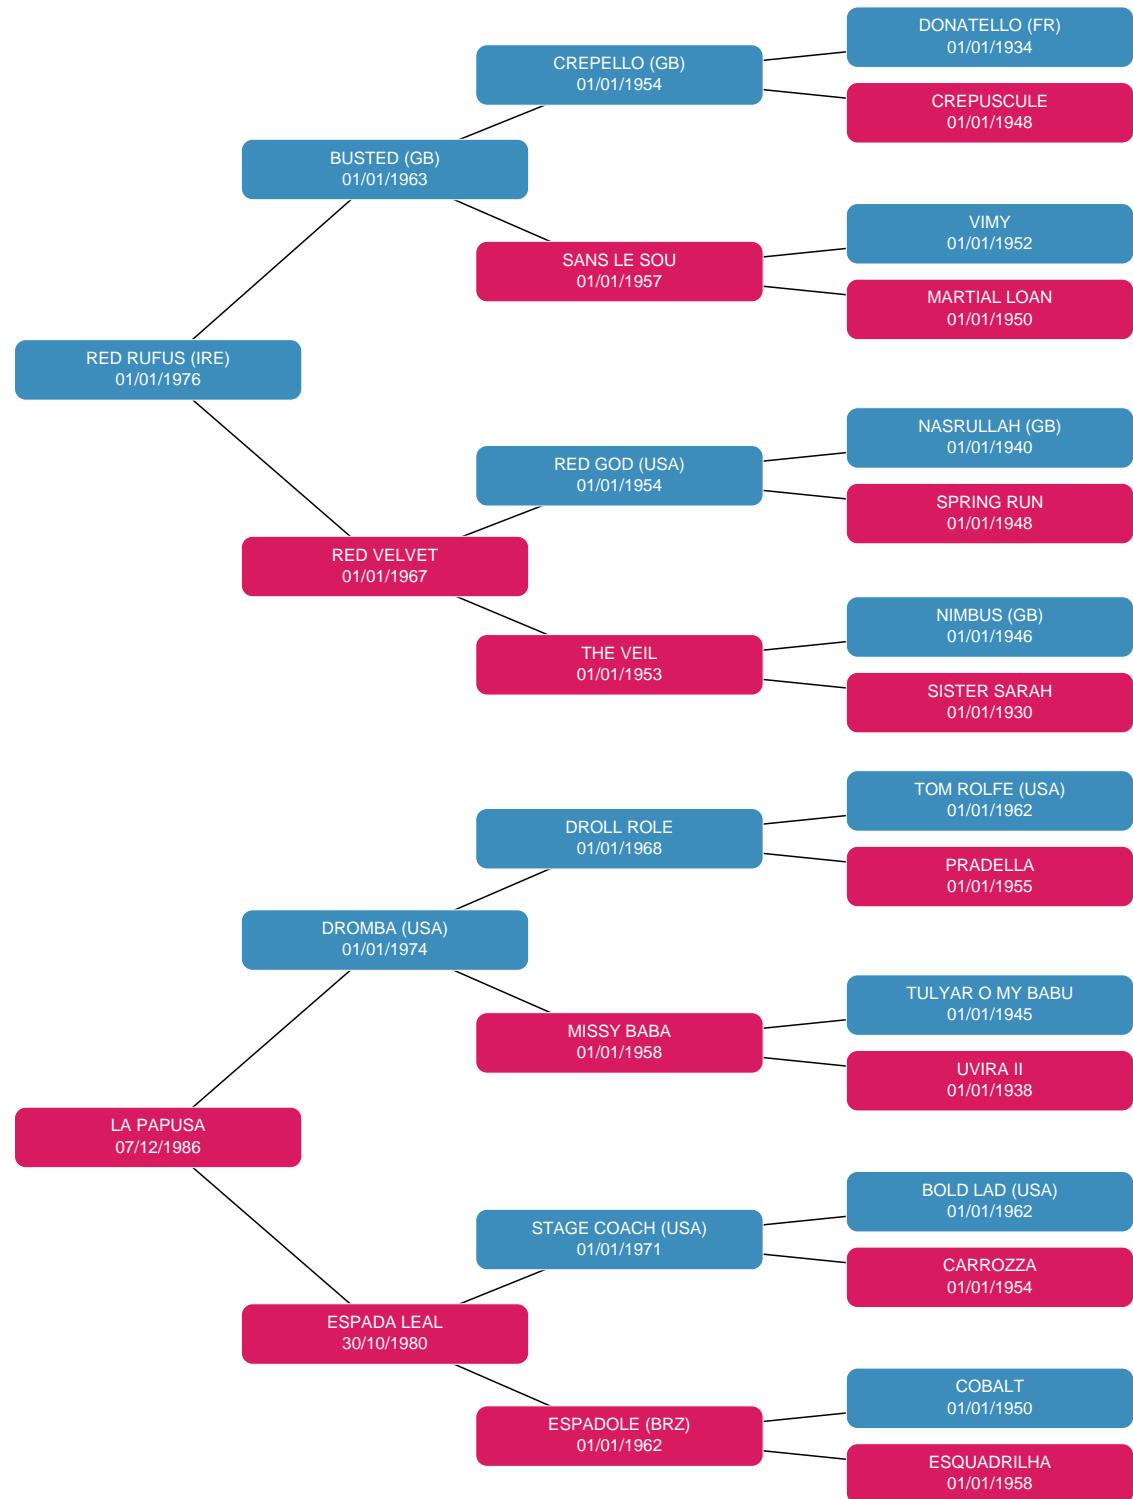 DONATELLO (FR)
01/01/1934
CREPELLO (GB)
01/01/1954
CREPUSCULE
01/01/1948
BUSTED (GB)
01/01/1963
VIMY
01/01/1952
SANS LE SOU
01/01/1957
MARTIAL LOAN
01/01/1950
RED RUFUS (IRE)
01/01/1976
NASRULLAH (GB)
01/01/1940
RED GOD (USA)
01/01/1954
SPRING RUN
01/01/1948
RED VELVET
01/01/1967
NIMBUS (GB)
01/01/1946
THE VEIL
01/01/1953
SISTER SARAH
01/01/1930
TOM ROLFE (USA)
01/01/1962
DROLL ROLE
01/01/1968
PRADELLA
01/01/1955
DROMBA (USA)
01/01/1974
TULYAR O MY BABU
01/01/1945
MISSY BABA
01/01/1958
UVIRA II
01/01/1938
LA PAPUSA
07/12/1986
BOLD LAD (USA)
01/01/1962
STAGE COACH (USA)
01/01/1971
CARROZZA
01/01/1954
ESPADA LEAL
30/10/1980
COBALT
01/01/1950
ESPADOLE (BRZ)
01/01/1962
ESQUADRILHA
01/01/1958